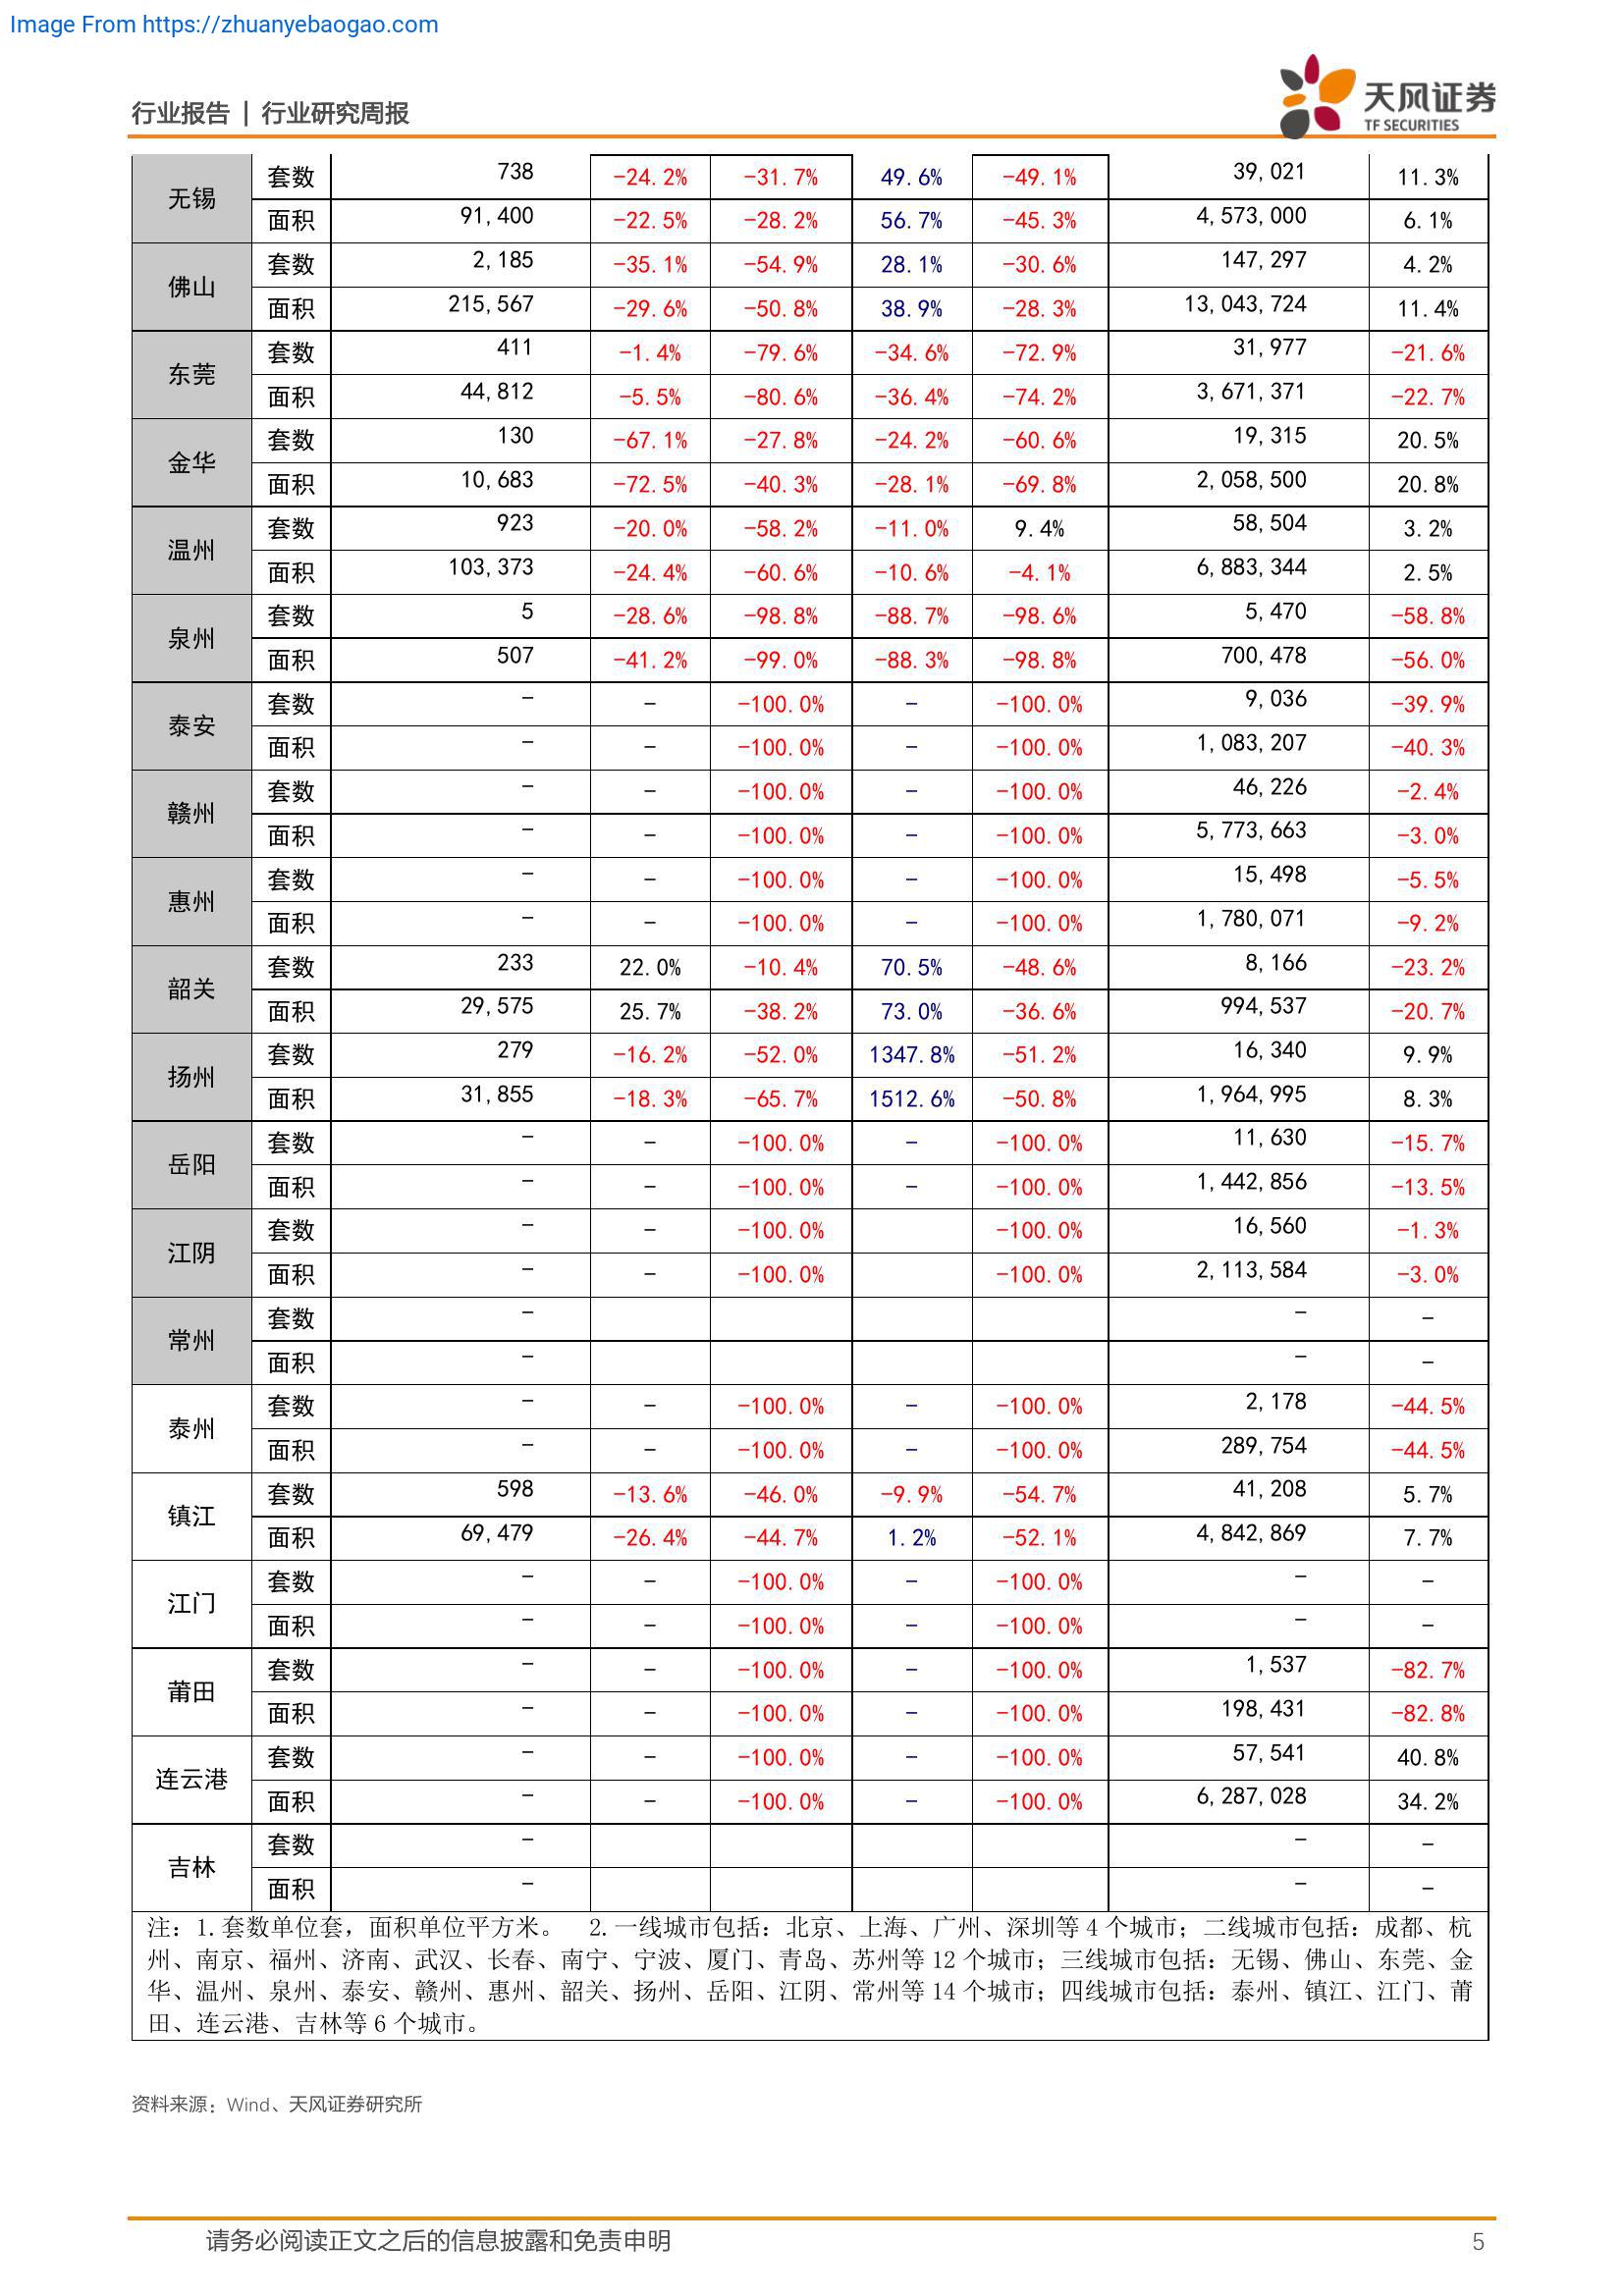 Image From https://zhuanyebaogao.com
行业报告 | 行业研究周报
天风证券
TF SECURITIES
无锡 套数 738 -24.2% -31.7% 49.6% -49.1% 39,021 11.3%
面积 91,400 -22.5% -28.2% 56.7% -45.3% 4,573,000 6.1%
佛山 套数 2,185 -35.1% -54.9% 28.1% -30.6% 147,297 4.2%
面积 215,567 -29.6% -50.8% 38.9% -28.3% 13,043,724 11.4%
东莞 套数 411 -1.4% -79.6% -34.6% -72.9% 31,977 -21.6%
面积 44,812 -5.5% -80.6% -36.4% -74.2% 3,671,371 -22.7%
金华 套数 130 -67.1% -27.8% -24.2% -60.6% 19,315 20.5%
面积 10,683 -72.5% -40.3% -28.1% -69.8% 2,058,500 20.8%
温州 套数 923 -20.0% -58.2% -11.0% 9.4% 58,504 3.2%
面积 103,373 -24.4% -60.6% -10.6% -4.1% 6,883,344 2.5%
泉州 套数 5 -28.6% -98.8% -88.7% -98.6% 5,470 -58.8%
面积 507 -41.2% -99.0% -88.3% -98.8% 700,478 -56.0%
泰安 套数 - - -100.0% - -100.0% 9,036 -39.9%
面积 - - -100.0% - -100.0% 1,083,207 -40.3%
赣州 套数 - - -100.0% - -100.0% 46,226 -2.4%
面积 - - -100.0% - -100.0% 5,773,663 -3.0%
惠州 套数 - - -100.0% - -100.0% 15,498 -5.5%
面积 - - -100.0% - -100.0% 1,780,071 -9.2%
韶关 套数 233 22.0% -10.4% 70.5% -48.6% 8,166 -23.2%
面积 29,575 25.7% -38.2% 73.0% -36.6% 994,537 -20.7%
扬州 套数 279 -16.2% -52.0% 1347.8% -51.2% 16,340 9.9%
面积 31,855 -18.3% -65.7% 1512.6% -50.8% 1,964,995 8.3%
岳阳 套数 - - -100.0% - -100.0% 11,630 -15.7%
面积 - - -100.0% - -100.0% 1,442,856 -13.5%
江阴 套数 - - -100.0% -100.0% 16,560 -1.3%
面积 - - -100.0% -100.0% 2,113,584 -3.0%
常州 套数 - - -
面积 - - -
泰州 套数 - - -100.0% - -100.0% 2,178 -44.5%
面积 - - -100.0% - -100.0% 289,754 -44.5%
镇江 套数 598 -13.6% -46.0% -9.9% -54.7% 41,208 5.7%
面积 69,479 -26.4% -44.7% 1.2% -52.1% 4,842,869 7.7%
江门 套数 - - -100.0% - -100.0% - -
面积 - - -100.0% - -100.0% - -
莆田 套数 - - -100.0% - -100.0% 1,537 -82.7%
面积 - - -100.0% - -100.0% 198,431 -82.8%
连云港 套数 - - -100.0% - -100.0% 57,541 40.8%
面积 - - -100.0% - -100.0% 6,287,028 34.2%
吉林 套数 - - -
面积 - - -
注：1.套数单位套，面积单位平方米。 2.一线城市包括：北京、上海、广州、深圳等 4 个城市；二线城市包括：成都、杭
州、南京、福州、济南、武汉、长春、南宁、宁波、厦门、青岛、苏州等 12 个城市；三线城市包括：无锡、佛山、东莞、金
华、温州、泉州、泰安、赣州、惠州、韶关、扬州、岳阳、江阴、常州等 14 个城市；四线城市包括：泰州、镇江、江门、莆
田、连云港、吉林等 6 个城市。
资料来源：Wind、天风证券研究所
请务必阅读正文之后的信息披露和免责申明 5